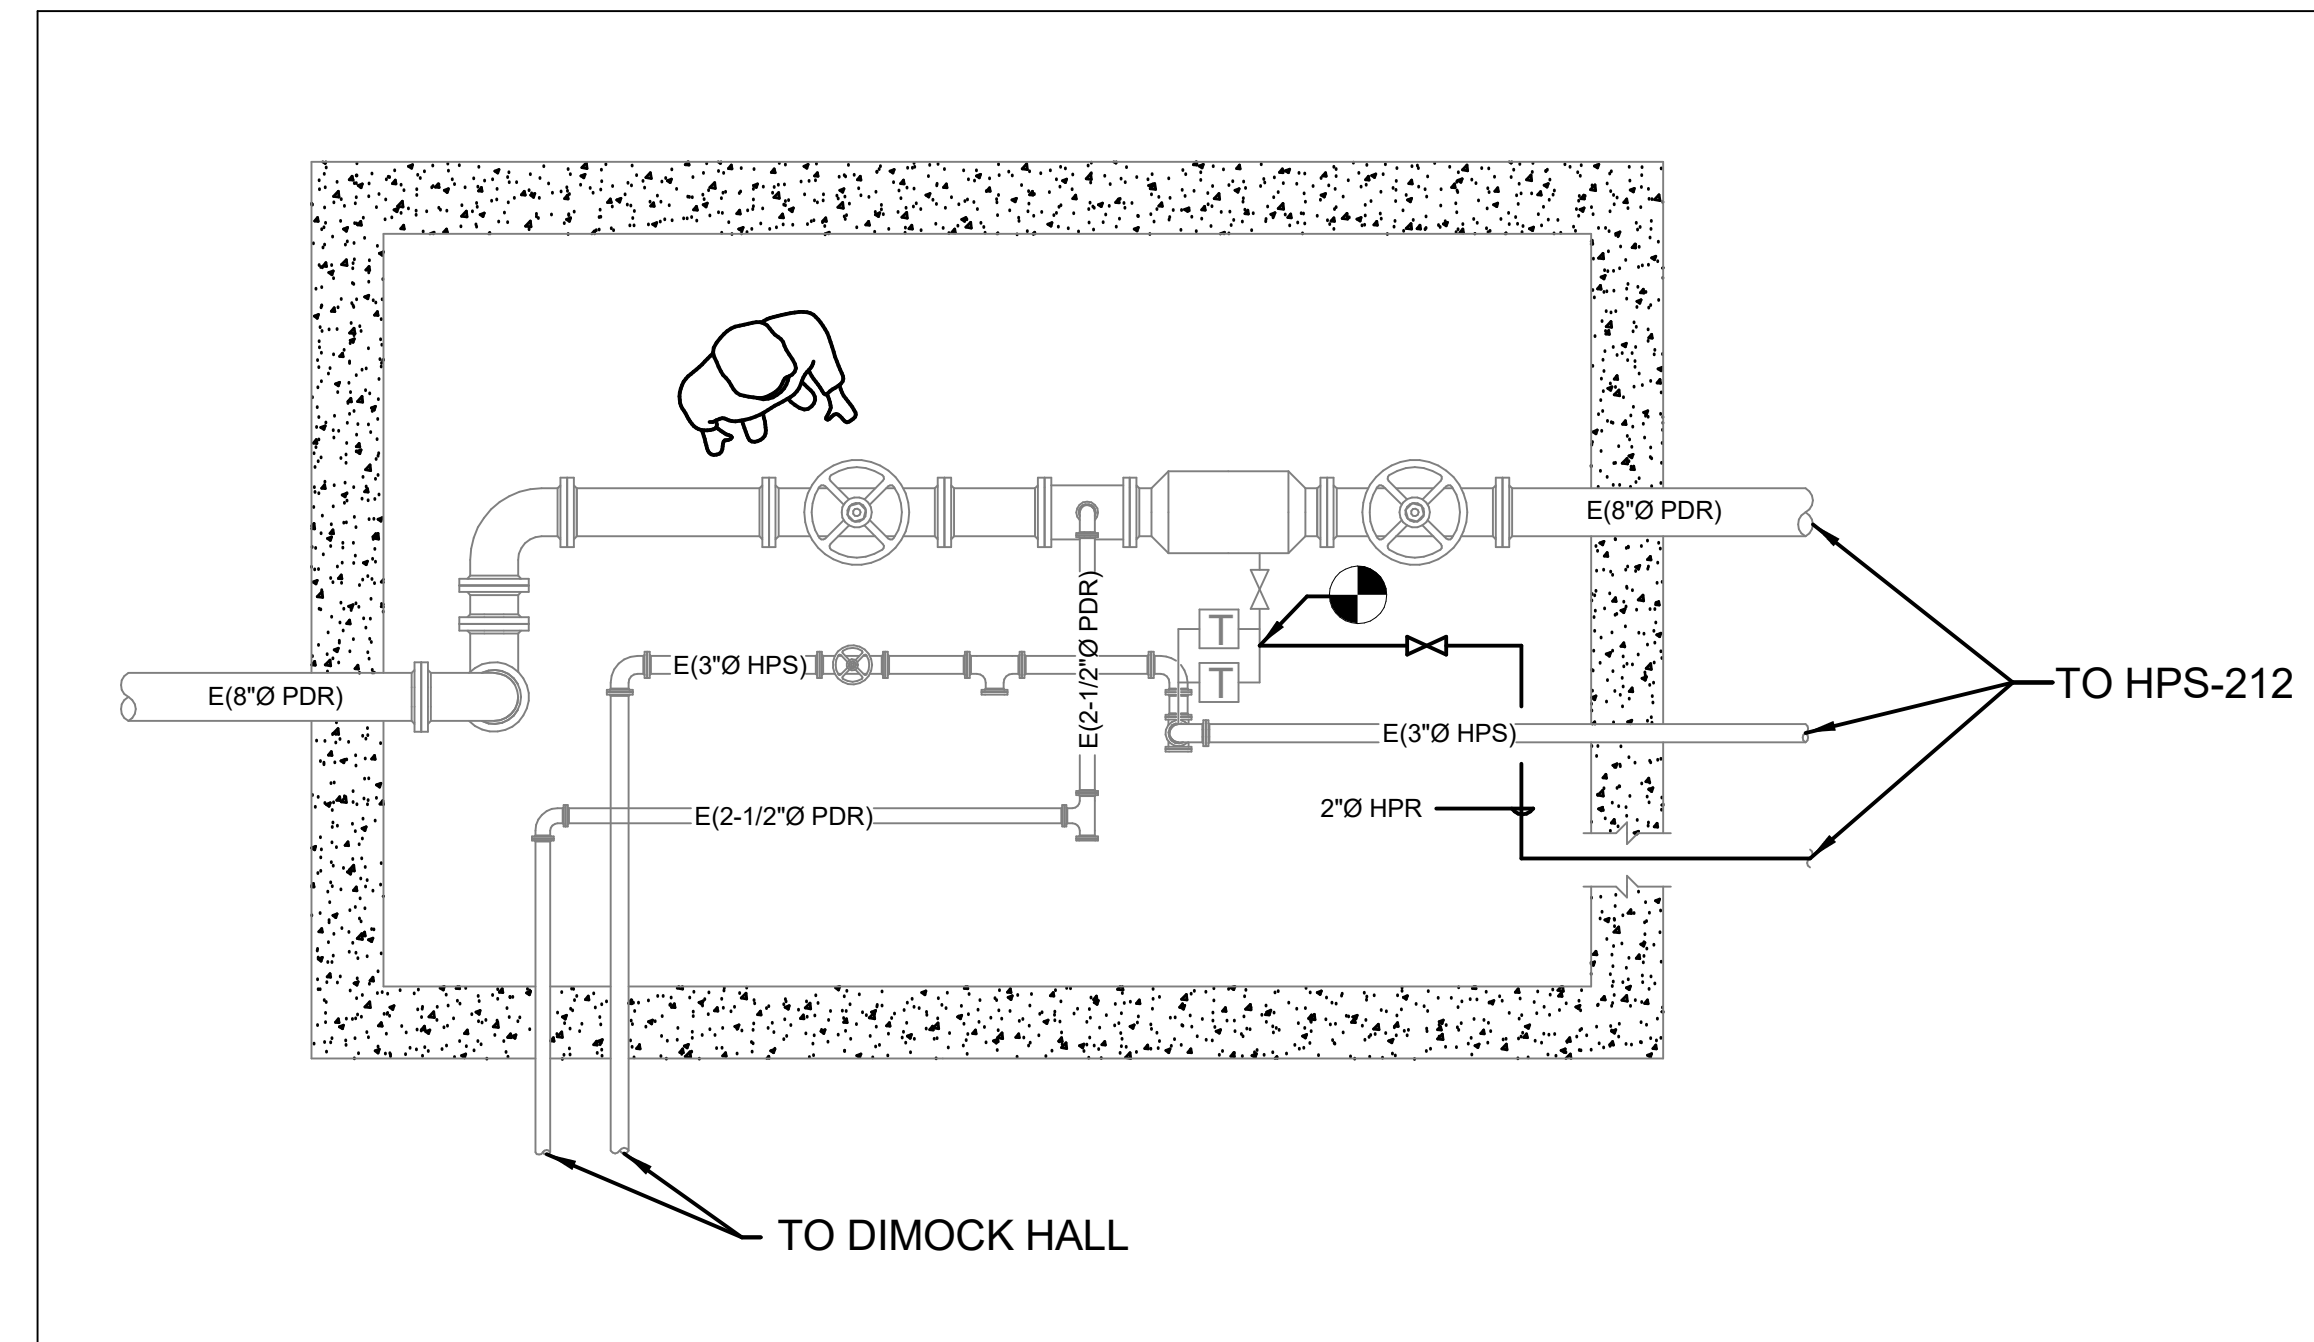 E(8"Ø PDR)
E(2-1/2"Ø PDR)
T
E(3"Ø HPS)
T
TO HPS-212
E(8"Ø PDR)
E(3"Ø HPS)
2"Ø HPR
E(2-1/2"Ø PDR)
TO DIMOCK HALL